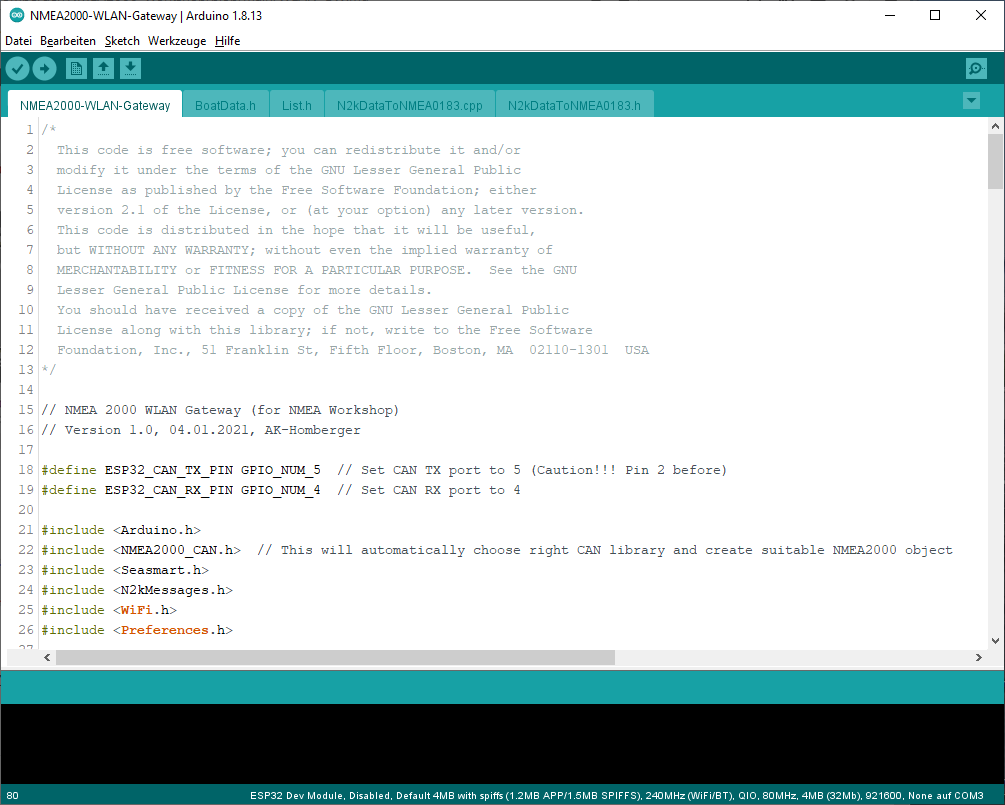 NMEA2000-WLAN-Gateway | Arduino 1.8.13
Datei Bearbeiten Sketch Werkzeuge Hilfe
NMEA2000-WLAN-Gateway BoatData.h List.h N2kDataToNMEA0183.cpp N2kDataToNMEA0183.h
1 /*
2 This code is free software; you can redistribute it and/or
3 modify it under the terms of the GNU Lesser General Public
4 License as published by the Free Software Foundation; either
5 version 2.1 of the License, or (at your option) any later version.
6 This code is distributed in the hope that it will be useful,
7 but WITHOUT ANY WARRANTY; without even the implied warranty of
8 MERCHANTABILITY or FITNESS FOR A PARTICULAR PURPOSE.  See the GNU
9 Lesser General Public License for more details.
10 You should have received a copy of the GNU Lesser General Public
11 License along with this library; if not, write to the Free Software
12 Foundation, Inc., 51 Franklin St, Fifth Floor, Boston, MA  02110-1301  USA
13 */
14
15 // NMEA 2000 WLAN Gateway (for NMEA Workshop)
16 // Version 1.0, 04.01.2021, AK-Homberger
17
18 #define ESP32_CAN_TX_PIN GPIO_NUM_5  // Set CAN TX port to 5 (Caution!!! Pin 2 before)
19 #define ESP32_CAN_RX_PIN GPIO_NUM_4  // Set CAN RX port to 4
20
21 #include <Arduino.h>
22 #include <NMEA2000_CAN.h>  // This will automatically choose right CAN library and create suitable NMEA2000 object
23 #include <Seasmart.h>
24 #include <N2kMessages.h>
25 #include <WiFi.h>
26 #include <Preferences.h>
27
80 ESP32 Dev Module, Disabled, Default 4MB with spiffs (1.2MB APP/1.5MB SPIFFS), 240MHz (WiFi/BT), QIO, 80MHz, 4MB (32Mb), 921600, None auf COM3